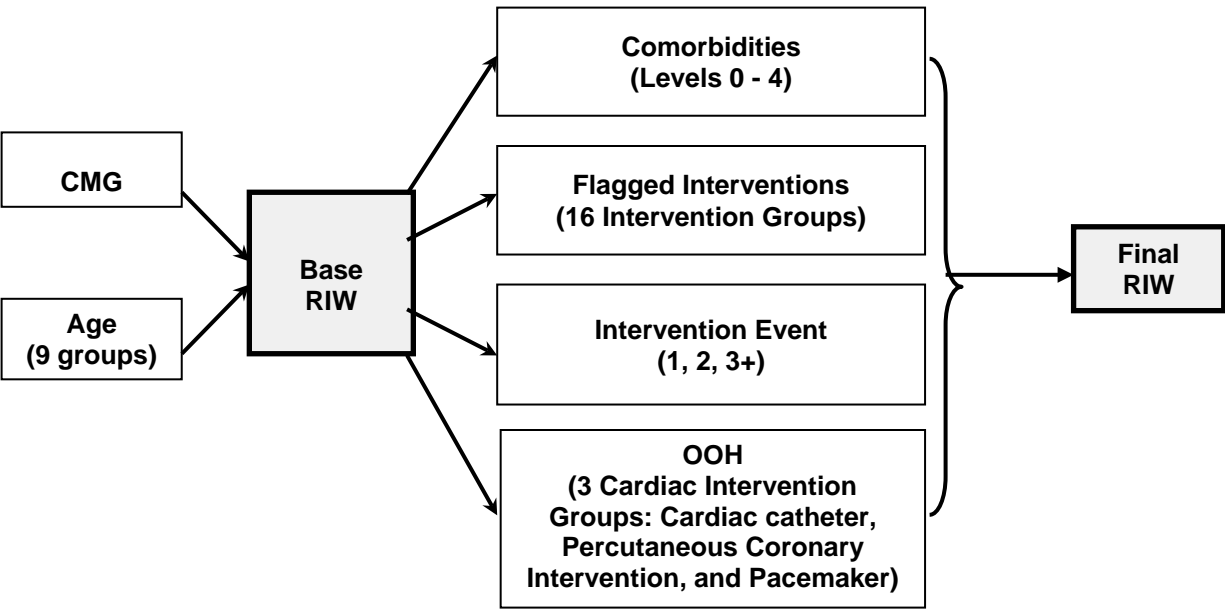 CMG
Age
(9 groups)
Base
RIW
Comorbidities
(Levels 0 - 4)
Flagged Interventions
(16 Intervention Groups)
Intervention Event
(1, 2, 3+)
OOH
(3 Cardiac Intervention
Groups: Cardiac catheter,
Percutaneous Coronary
Intervention, and Pacemaker)
Final
RIW